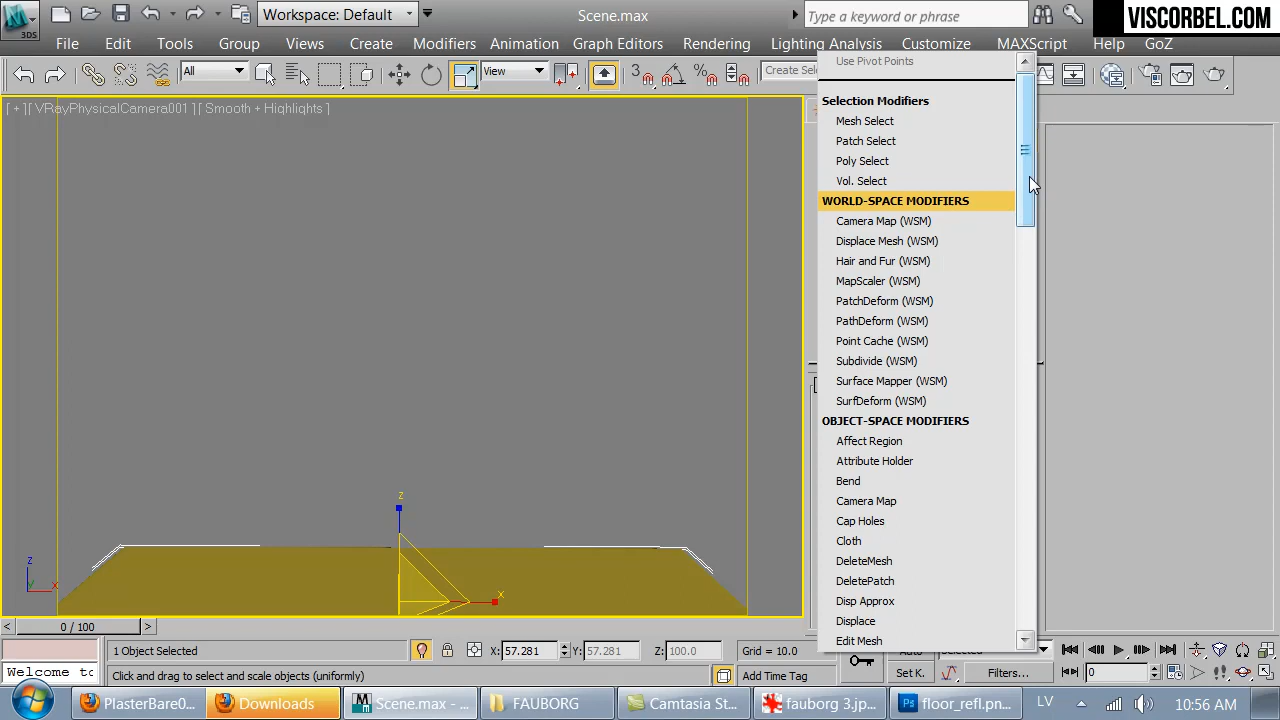 Workspace: Default
Scene.max
Type a keyword or phrase
VISCORBEL.COM
3DS
File Edit Tools Group Views Create Modifiers Animation Graph Editors Rendering Lighting Analysis Customize MAXScript Help GoZ
All
View
3
Create Sel
Use Pivot Points
[ + ][ VRayPhysicalCamera001 ][ Smooth + Highlights ]
Selection Modifiers
Mesh Select
Patch Select
Poly Select
Vol. Select
WORLD-SPACE MODIFIERS
Camera Map (WSM)
Displace Mesh (WSM)
Hair and Fur (WSM)
MapScaler (WSM)
PatchDeform (WSM)
PathDeform (WSM)
Point Cache (WSM)
Subdivide (WSM)
Surface Mapper (WSM)
SurfDeform (WSM)
OBJECT-SPACE MODIFIERS
Affect Region
Attribute Holder
Bend
Camera Map
Cap Holes
Cloth
DeleteMesh
DeletePatch
Disp Approx
Displace
Edit Mesh
z
x
z
y
x
< 0 / 100 >
1 Object Selected
X: 57.281
Y: 57.281
Z: 100.0
Grid = 10.0
Auto
Selected
Welcome to
Click and drag to select and scale objects (uniformly)
Add Time Tag
Set K.
Filters...
0
PlasterBare0...
Downloads
Scene.max - ...
FAUBORG
Camtasia St...
fauborg 3.jp...
floor_refl.pn...
LV
10:56 AM